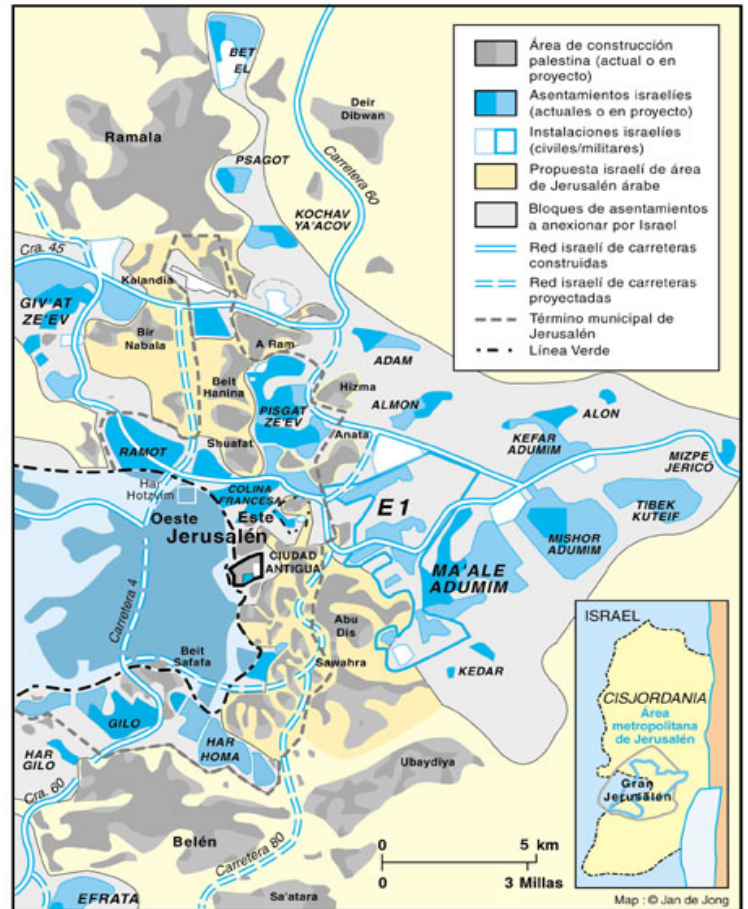 BET
EL
Deir
Dibwan
Ramala
Carretera 60
PSAGOT
KOCHAV
YA'ACOV
Cra. 45
Kalandia
GIV'AT
ZE'EV
Bir
Nabala
A Ram
ADAM
Beit
Hanina
Hizma
PISGAT
ZE'EV
ALMON
ALON
Shuafat
Anata
KEFAR
ADUMIM
RAMOT
MIZPE
JERICÓ
Har
Hotzvim
COLINA
FRANCESA
E1
TIBEK
KUTEIF
Oeste
Este
Jerusalén
MISHOR
ADUMIM
CIUDAD
ANTIGUA
MA'ALE
ADUMIM
Carretera 4
Abu
Dis
Beit
Safafa
Sawahra
KEDAR
GILO
HAR
GILO
HAR
HOMA
Ubaydiya
Cra. 60
Belén
Carretera 80
EFRATA
Sa'atara
Área de construcción
palestina (actual o en
proyecto)
Asentamientos israelíes
(actuales o en proyecto)
Instalaciones israelíes
(civiles/militares)
Propuesta israelí de área
de Jerusalén árabe
Bloques de asentamientos
a anexionar por Israel
Red israelí de carreteras
construidas
Red israelí de carreteras
proyectadas
Término municipal de
Jerusalén
Línea Verde
ISRAEL
CISJORDANIA
Área
metropolitana
de Jerusalén
Gran
Jerusalén
0 5 km
0 3 Millas
Map : © Jan de Jong